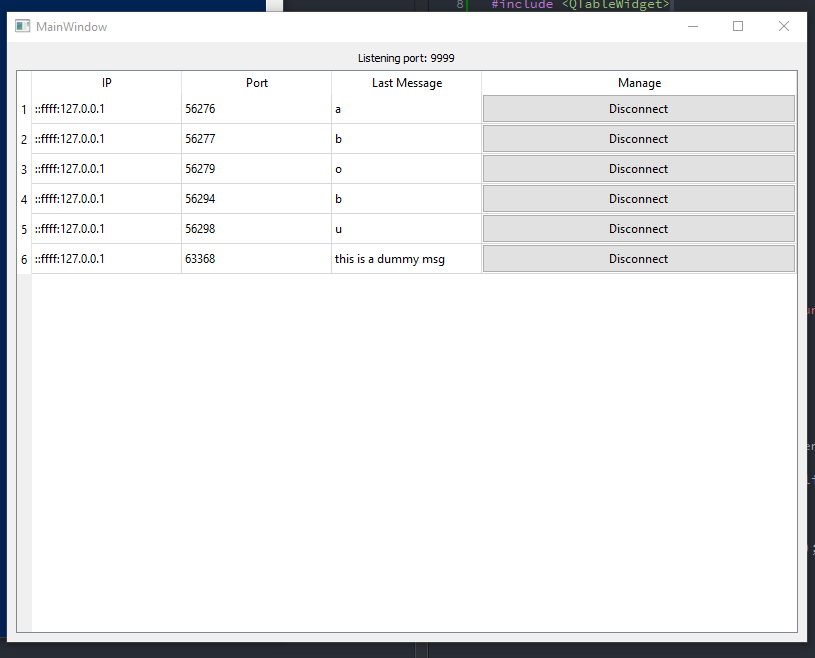 8 #include <QTableWidget>
MainWindow
Listening port: 9999
IP Port Last Message Manage
1 ::ffff:127.0.0.1 56276 a Disconnect
2 ::ffff:127.0.0.1 56277 b Disconnect
3 ::ffff:127.0.0.1 56279 o Disconnect
4 ::ffff:127.0.0.1 56294 b Disconnect
5 ::ffff:127.0.0.1 56298 u Disconnect
6 ::ffff:127.0.0.1 63368 this is a dummy msg Disconnect